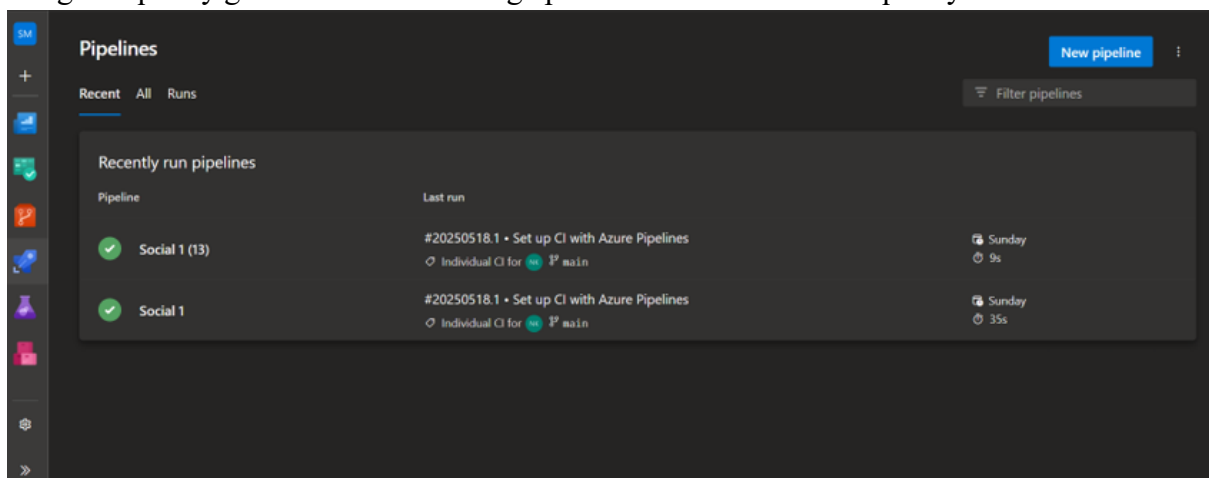 SM
Pipelines
New pipeline
Recent All Runs
Filter pipelines
Recently run pipelines
Pipeline Last run
Social 1 (13)
#20250518.1 • Set up CI with Azure Pipelines
Individual CI for main
Sunday
9s
Social 1
#20250518.1 • Set up CI with Azure Pipelines
Individual CI for main
Sunday
35s